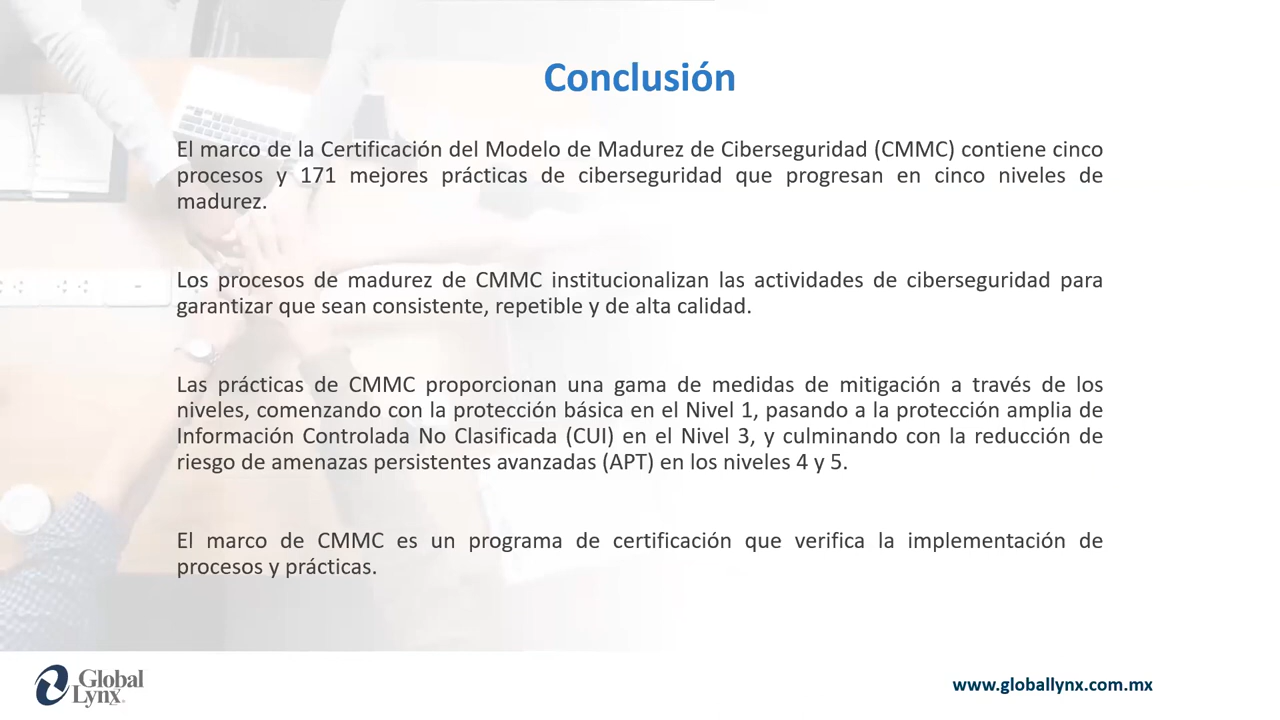 Conclusión
El marco de la Certificación del Modelo de Madurez de Ciberseguridad (CMMC) contiene cinco
procesos y 171 mejores prácticas de ciberseguridad que progresan en cinco niveles de
madurez.
Los procesos de madurez de CMMC institucionalizan las actividades de ciberseguridad para
garantizar que sean consistente, repetible y de alta calidad.
Las prácticas de CMMC proporcionan una gama de medidas de mitigación a través de los
niveles, comenzando con la protección básica en el Nivel 1, pasando a la protección amplia de
Información Controlada No Clasificada (CUI) en el Nivel 3, y culminando con la reducción de
riesgo de amenazas persistentes avanzadas (APT) en los niveles 4 y 5.
El marco de CMMC es un programa de certificación que verifica la implementación de
procesos y prácticas.
Global
Lynx
www.globallynx.com.mx